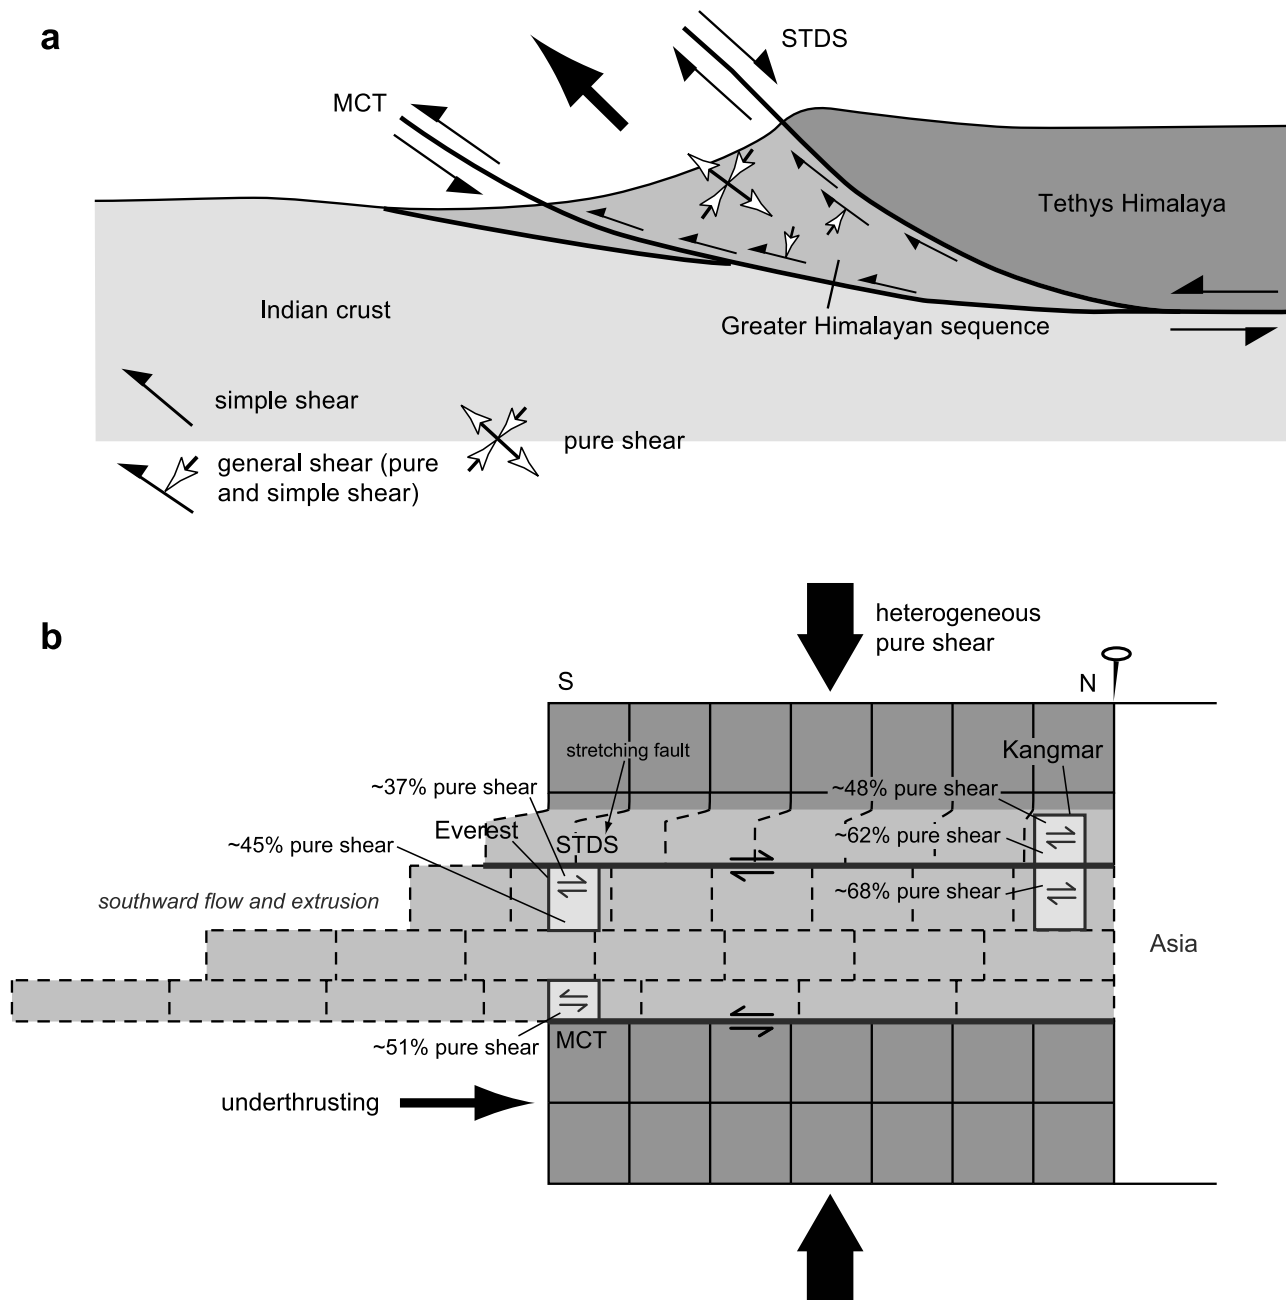 a
STDS
MCT
Tethys Himalaya
Indian crust
Greater Himalayan sequence
simple shear
pure shear
general shear (pure
and simple shear)
b
heterogeneous
pure shear
S
N
stretching fault
Kangmar
~37% pure shear
~48% pure shear
Everest
STDS
~45% pure shear
~62% pure shear
~68% pure shear
southward flow and extrusion
Asia
~51% pure shear
MCT
underthrusting